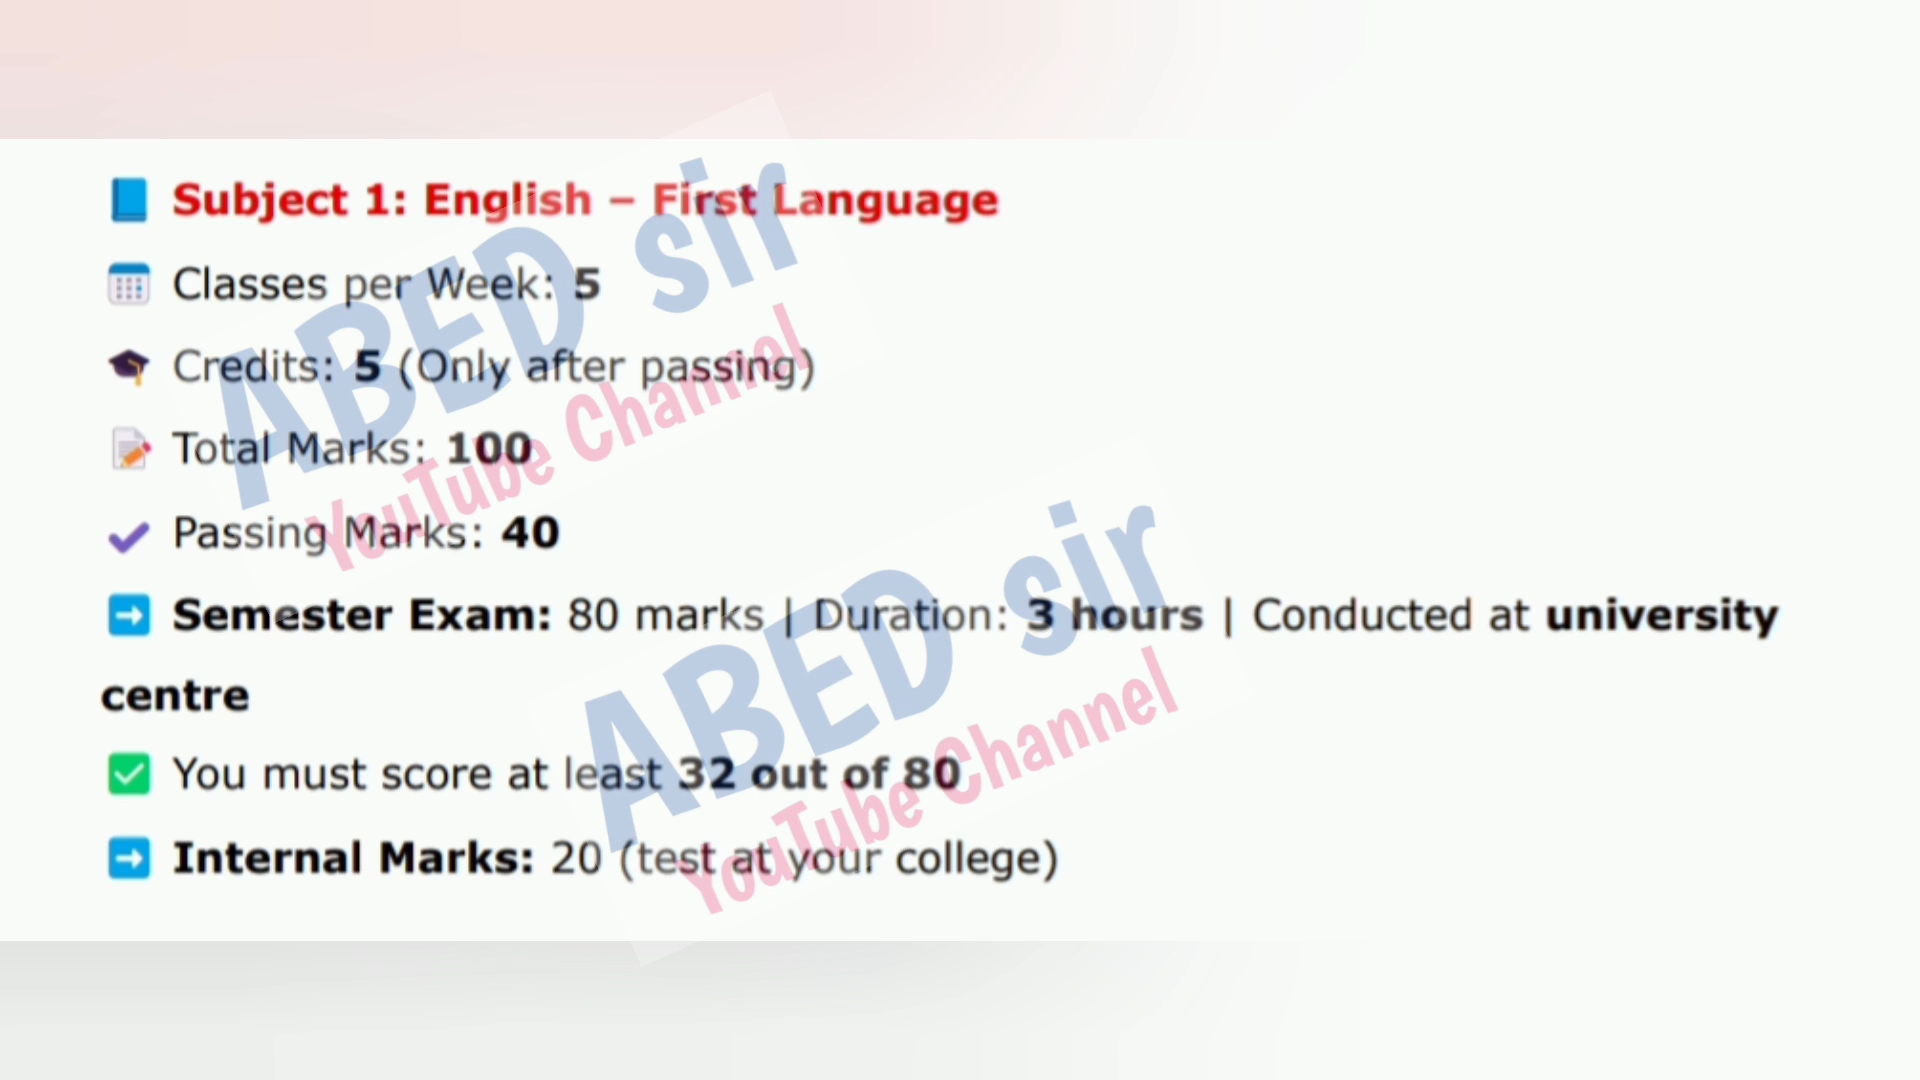 📘 Subject 1: English – First Language
📅 Classes per Week: 5
🎓 Credits: 5 (Only after passing)
📝 Total Marks: 100
✔ Passing Marks: 40
➡ Semester Exam: 80 marks | Duration: 3 hours | Conducted at university
centre
✅ You must score at least 32 out of 80
➡ Internal Marks: 20 (test at your college)
ABED sir
YouTube Channel
ABED sir
YouTube Channel